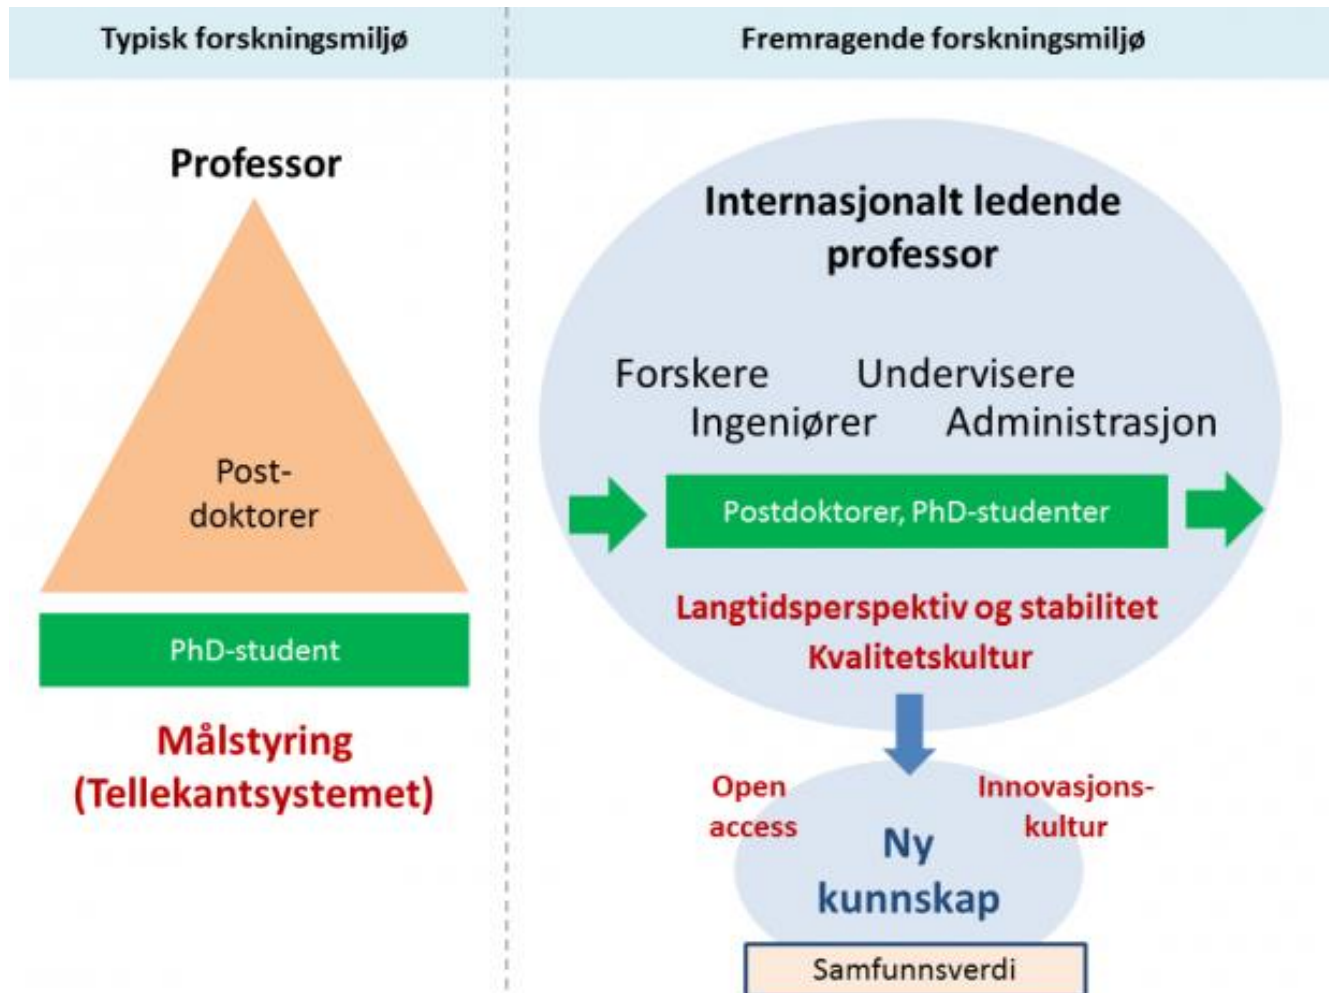 Typisk forskningsmiljø
Professor
Post-
doktorer
PhD-student
Målstyring
(Tellekantsystemet)
Fremragende forskningsmiljø
Internasjonalt ledende
professor
Forskere Undervisere
Ingeniører Administrasjon
Postdoktorer, PhD-studenter
Langtidsperspektiv og stabilitet
Kvalitetskultur
Open
access
Innovasjons-
kultur
Ny
kunnskap
Samfunnsverdi